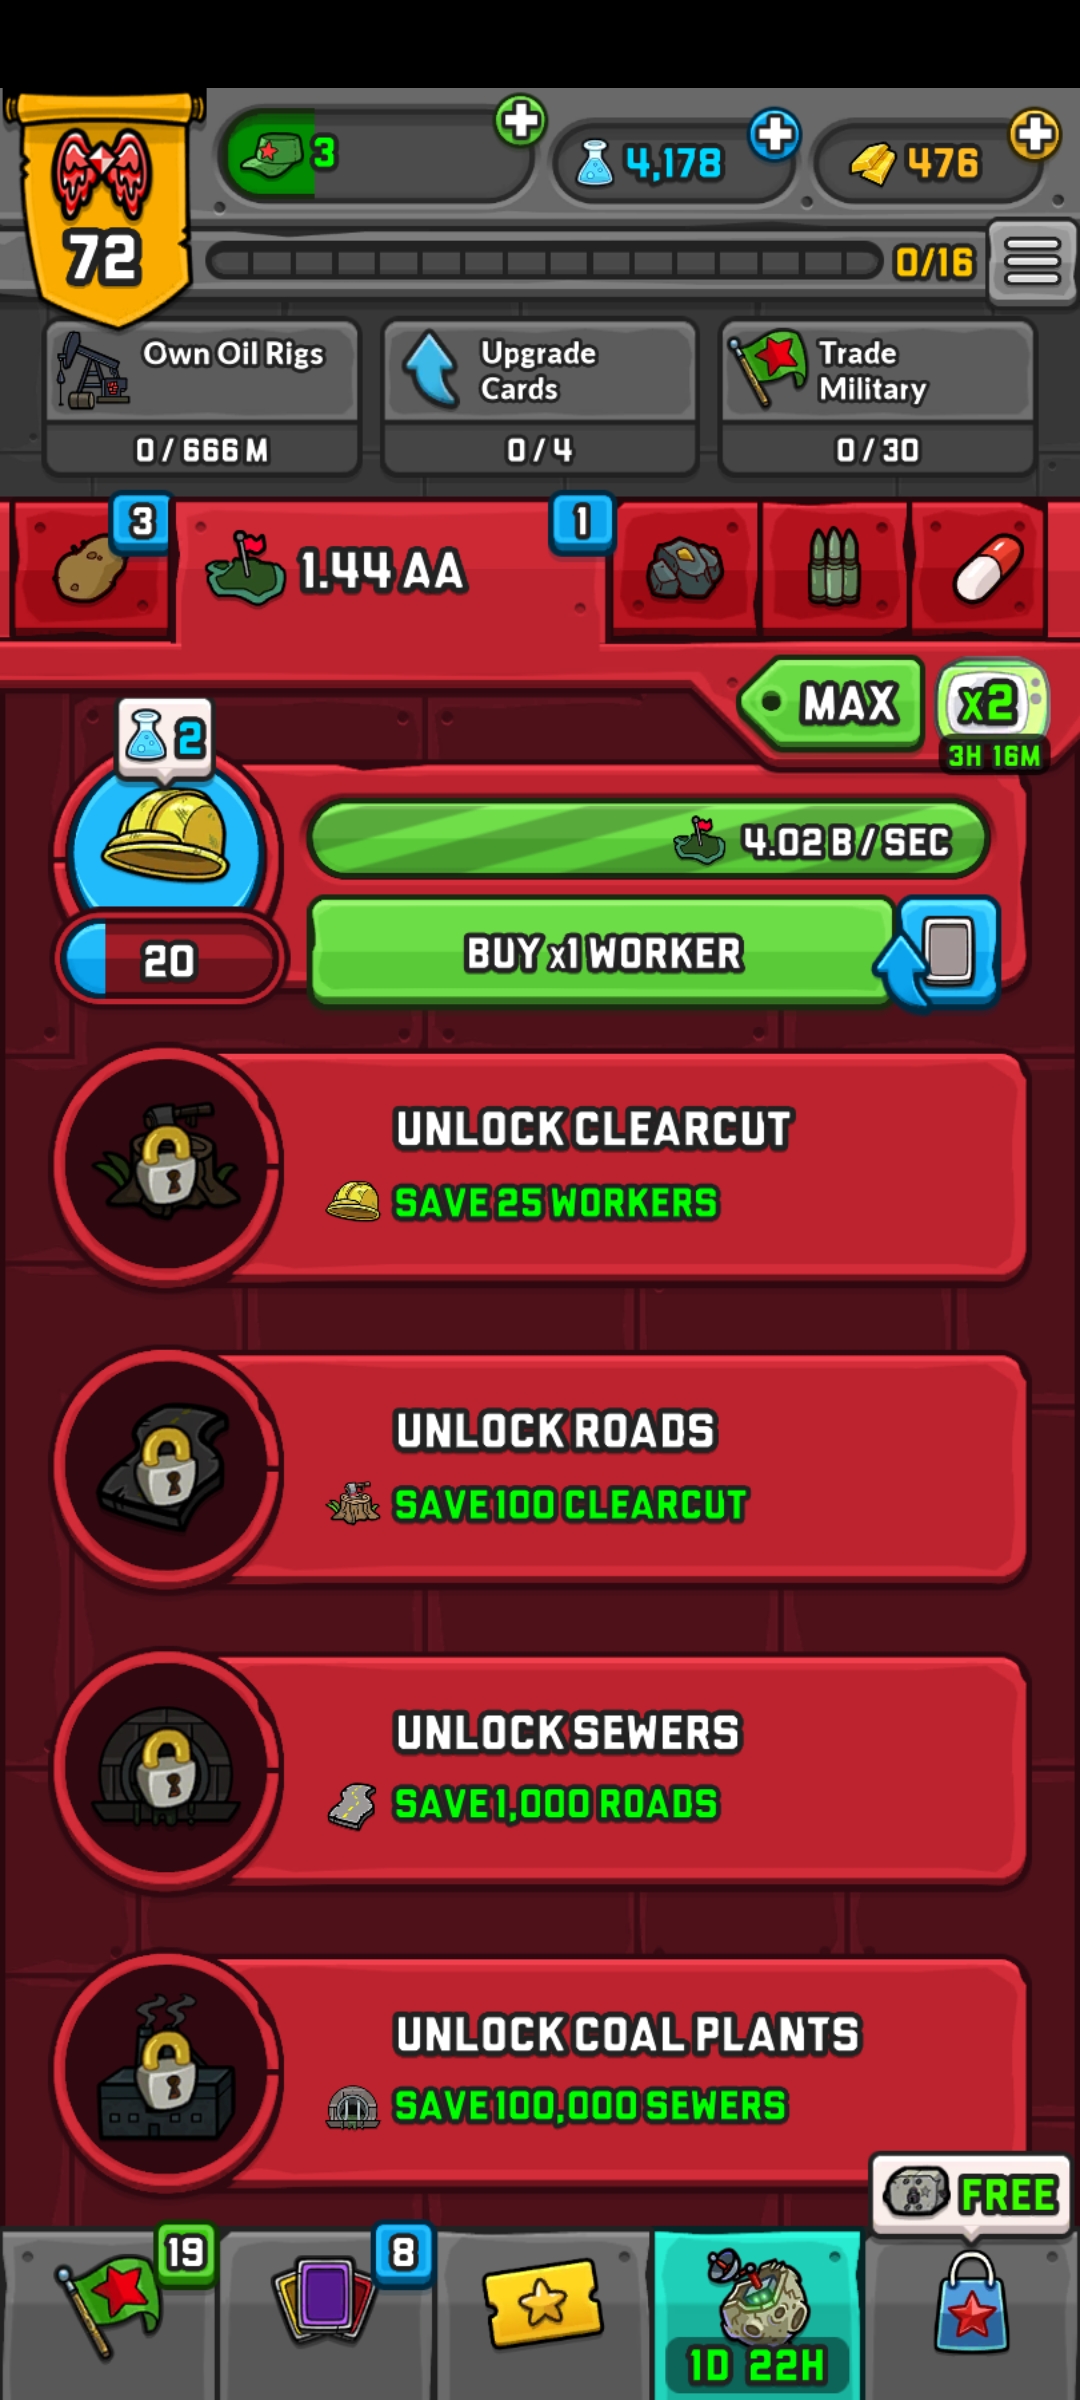 3
4,178
476
72
0/16
Own Oil Rigs
0 / 666 M
Upgrade
Cards
0 / 4
Trade
Military
0 / 30
3
1.44 AA
1
MAX
x2
3H 16M
2
4.02 B / SEC
20
BUY x1 WORKER
UNLOCK CLEARCUT
SAVE 25 WORKERS
UNLOCK ROADS
SAVE 100 CLEARCUT
UNLOCK SEWERS
SAVE 1,000 ROADS
UNLOCK COAL PLANTS
SAVE 100,000 SEWERS
FREE
19
8
1D 22H